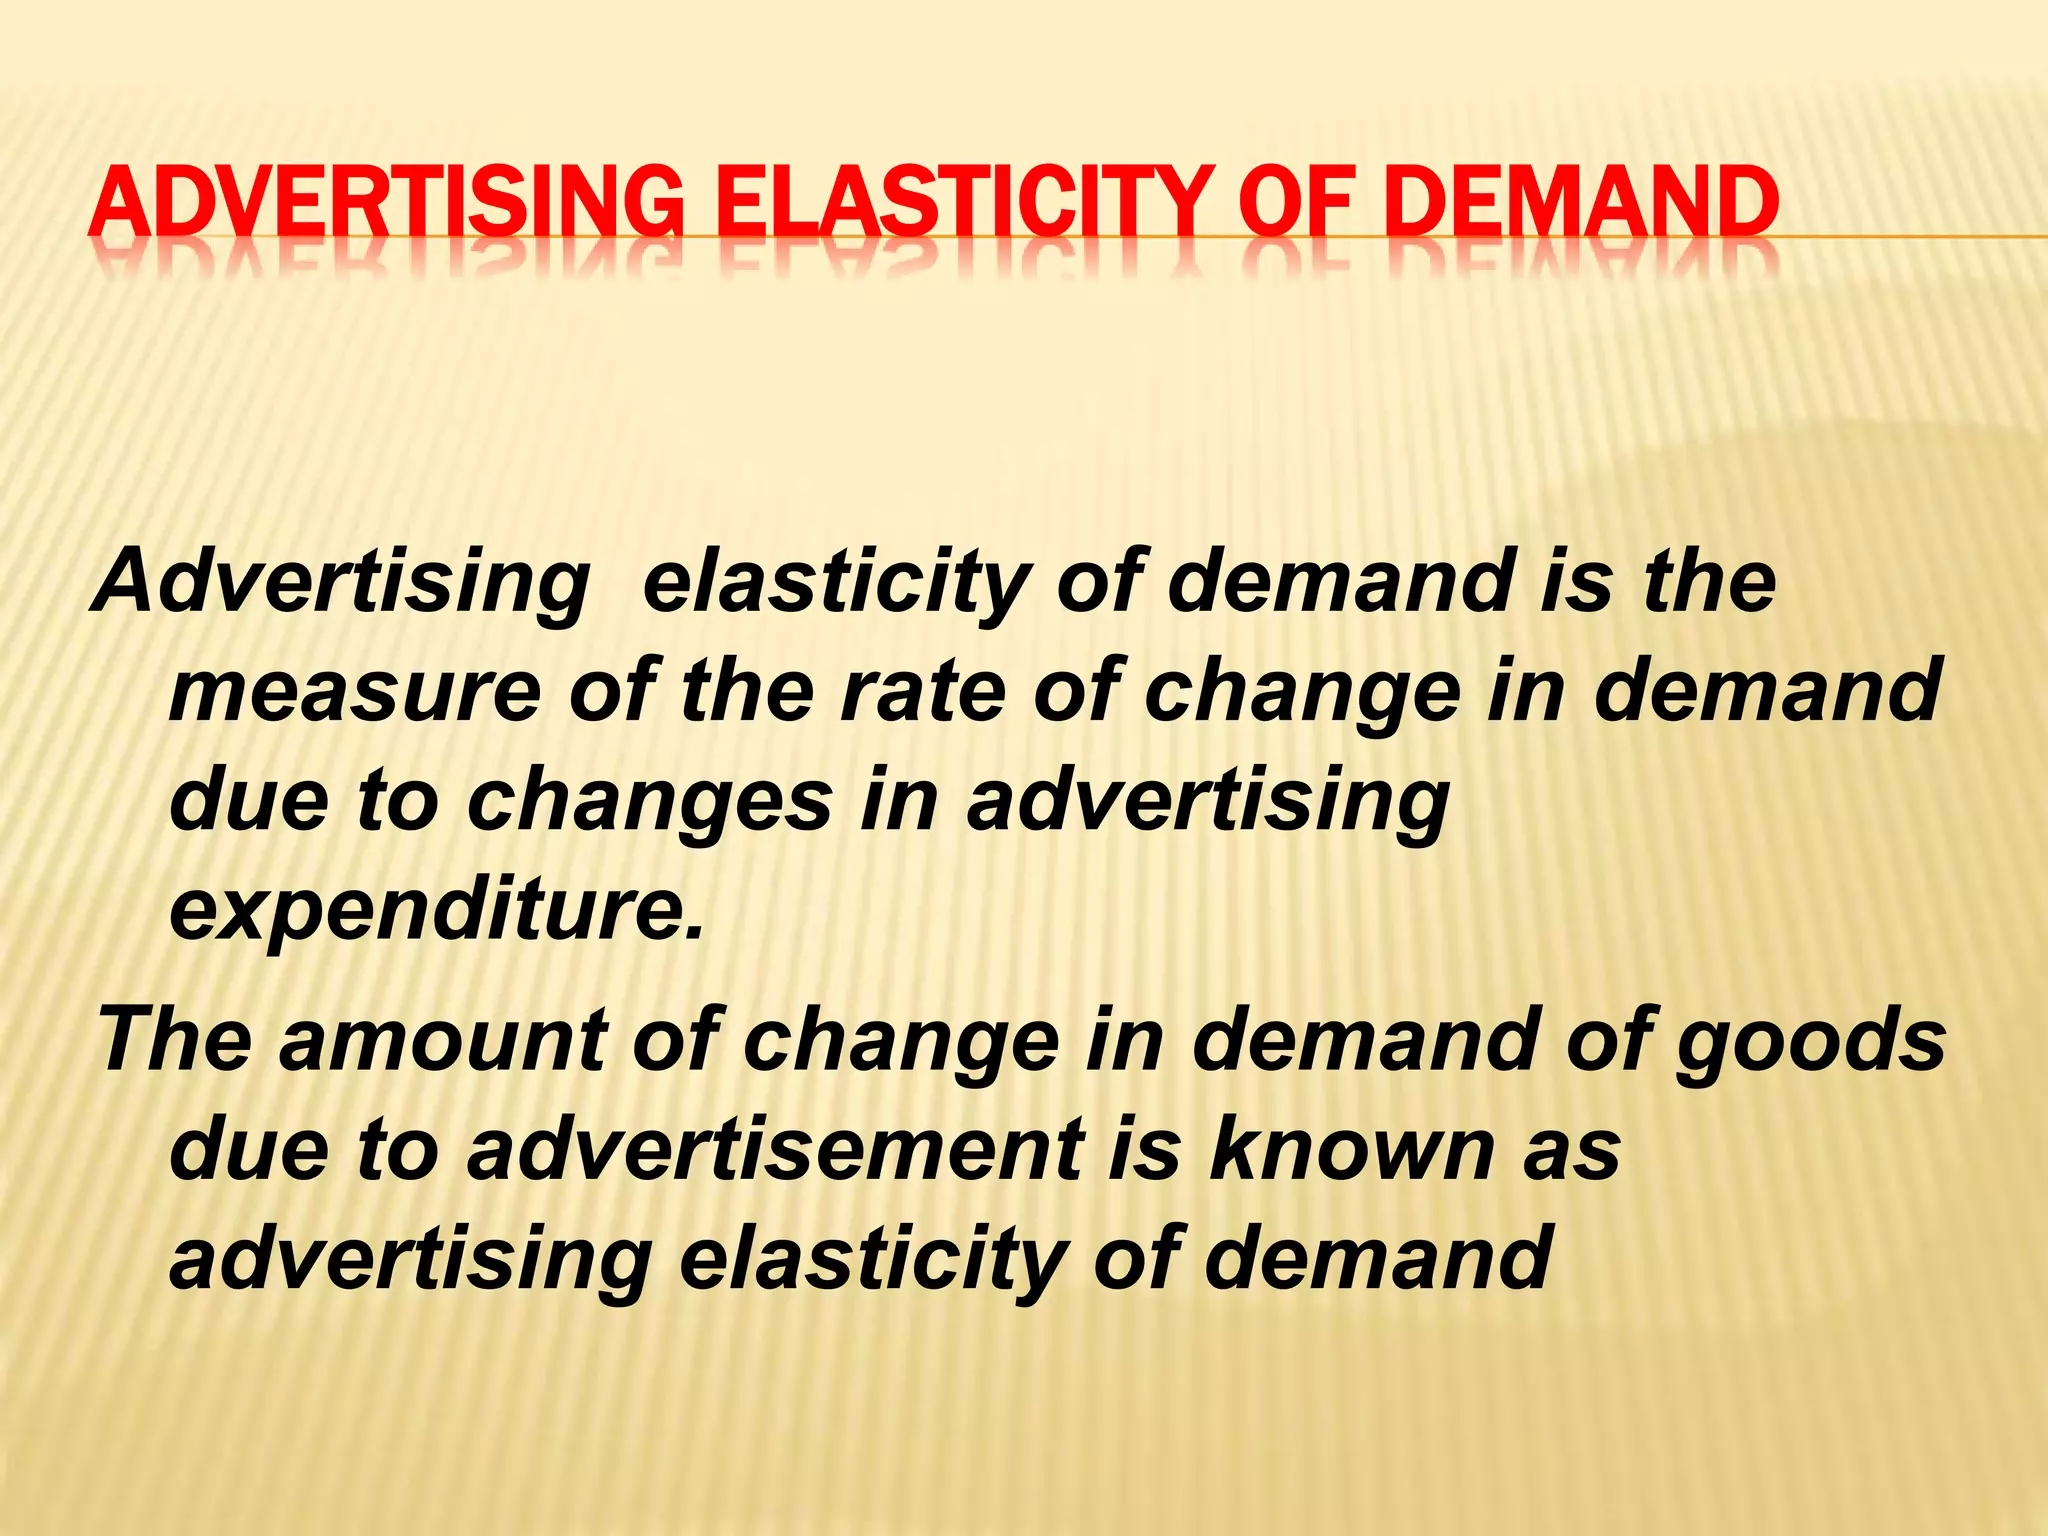 ADVERTISING ELASTICITY OF DEMAND
Advertising  elasticity of demand is the
measure of the rate of change in demand
due to changes in advertising
expenditure.
The amount of change in demand of goods
due to advertisement is known as
advertising elasticity of demand